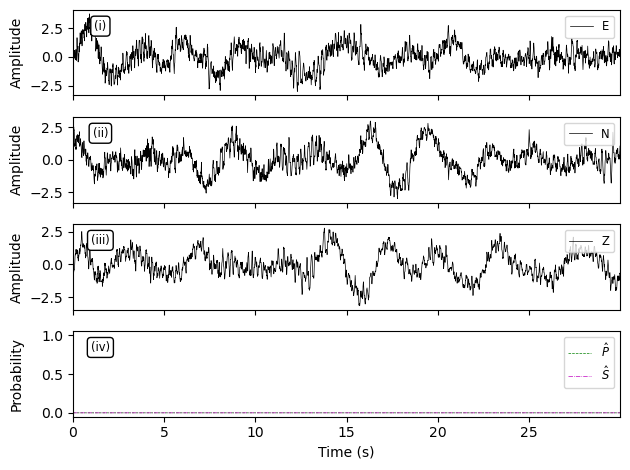 (i)
E
Amplitude
2.5
0.0
−2.5
(ii)
N
Amplitude
2.5
0.0
−2.5
(iii)
Z
Amplitude
2.5
0.0
−2.5
(iv)
P̂
Ŝ
Probability
1.0
0.5
0.0
0 5 10 15 20 25
Time (s)